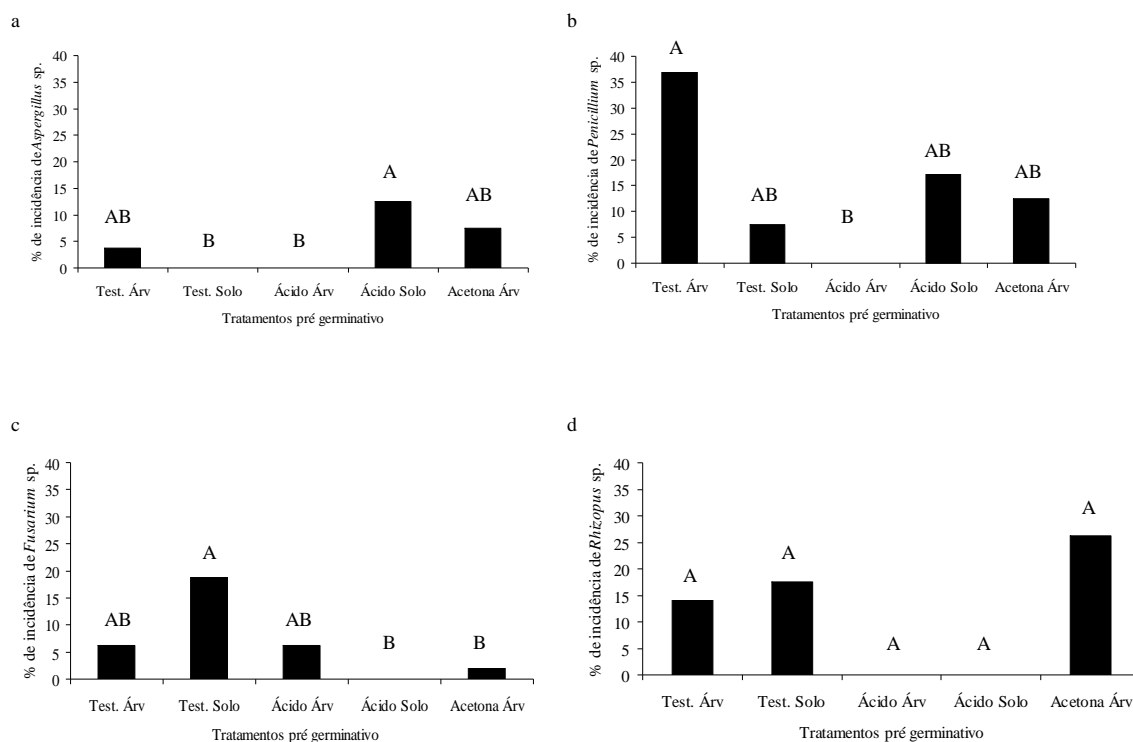 a
% de incidência de Aspergillus sp.
40
35
30
25
20
15
10
5
0
AB
B
B
A
AB
Test. Árv
Test. Solo
Ácido Árv
Ácido Solo
Acetona Árv
Tratamentos pré germinativo
b
% de incidência de Penicillium sp.
40
35
30
25
20
15
10
5
0
A
AB
B
AB
AB
Test. Árv
Test. Solo
Ácido Árv
Ácido Solo
Acetona Árv
Tratamentos pré germinativo
c
% de incidência de Fusarium sp.
40
35
30
25
20
15
10
5
0
AB
A
AB
B
B
Test. Árv
Test. Solo
Ácido Árv
Ácido Solo
Acetona Árv
Tratamentos pré germinativo
d
% de incidência de Rhizopus sp.
40
35
30
25
20
15
10
5
0
A
A
A
A
A
Test. Árv
Test. Solo
Ácido Árv
Ácido Solo
Acetona Árv
Tratamentos pré germinativo